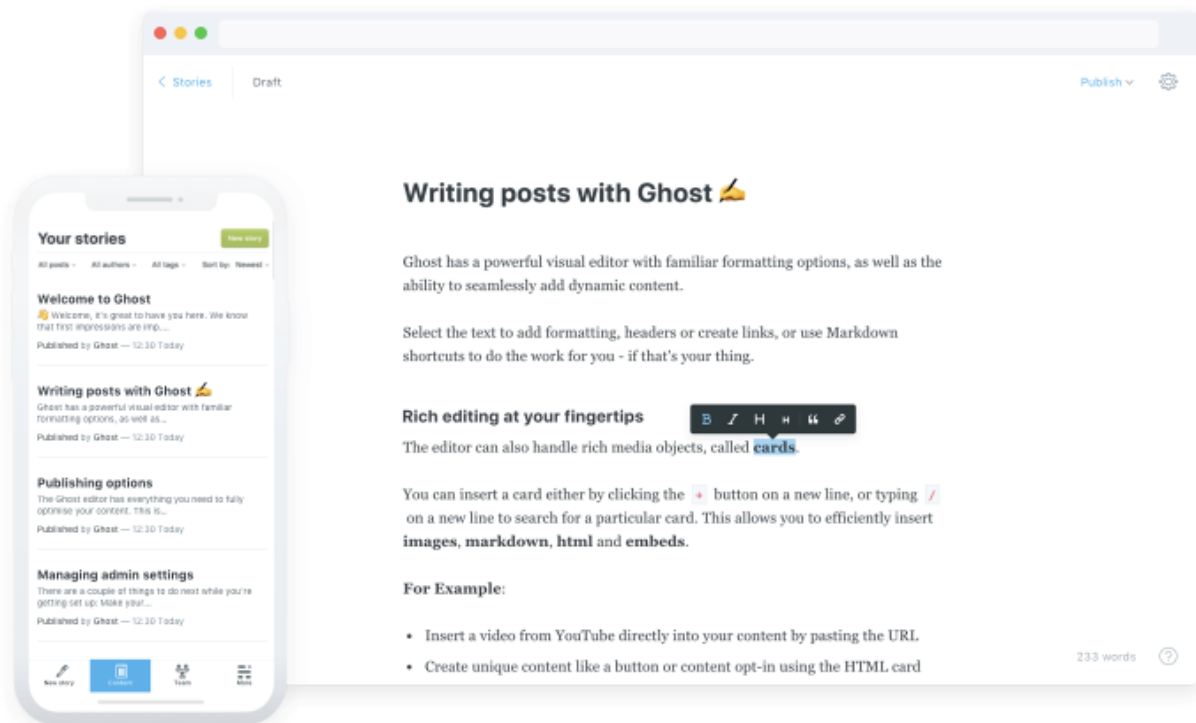 Stories
Draft
Publish
Writing posts with Ghost ✍️
Ghost has a powerful visual editor with familiar formatting options, as well as the
ability to seamlessly add dynamic content.
Select the text to add formatting, headers or create links, or use Markdown
shortcuts to do the work for you - if that's your thing.
Rich editing at your fingertips
B I H H “ 
The editor can also handle rich media objects, called cards.
You can insert a card either by clicking the + button on a new line, or typing /
on a new line to search for a particular card. This allows you to efficiently insert
images, markdown, html and embeds.
For Example:
• Insert a video from YouTube directly into your content by pasting the URL
• Create unique content like a button or content opt-in using the HTML card
233 words
?
Your stories
New story
All posts All authors All tags Sort by: Newest
Welcome to Ghost
👋 Welcome, it's great to have you here. We know
that first impressions are imp....
Published by Ghost — 12:30 Today
Writing posts with Ghost ✍️
Ghost has a powerful visual editor with familiar
formatting options, as well as...
Published by Ghost — 12:30 Today
Publishing options
The Ghost editor has everything you need to fully
optimise your content. This is...
Published by Ghost — 12:30 Today
Managing admin settings
There are a couple of things to do next while you're
getting set up: Make your...
Published by Ghost — 12:30 Today
New story Content Team More